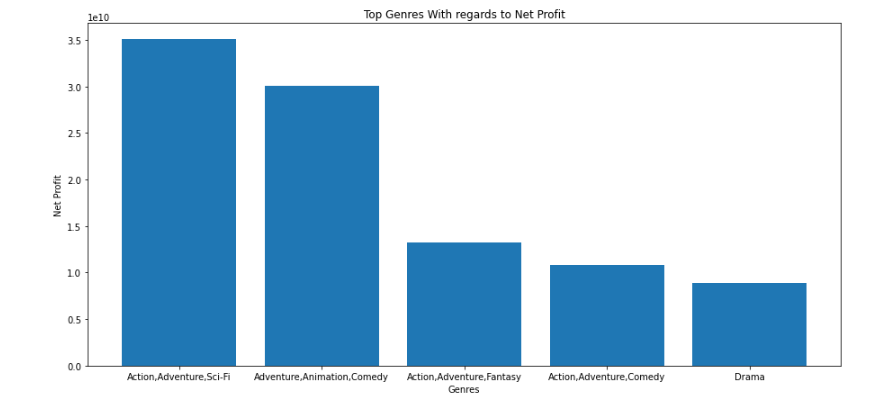 Top Genres With regards to Net Profit
1e10
3.5
3.0
2.5
2.0
1.5
1.0
0.5
0.0
Net Profit
Action,Adventure,Sci-Fi Adventure,Animation,Comedy Action,Adventure,Fantasy Action,Adventure,Comedy Drama
Genres